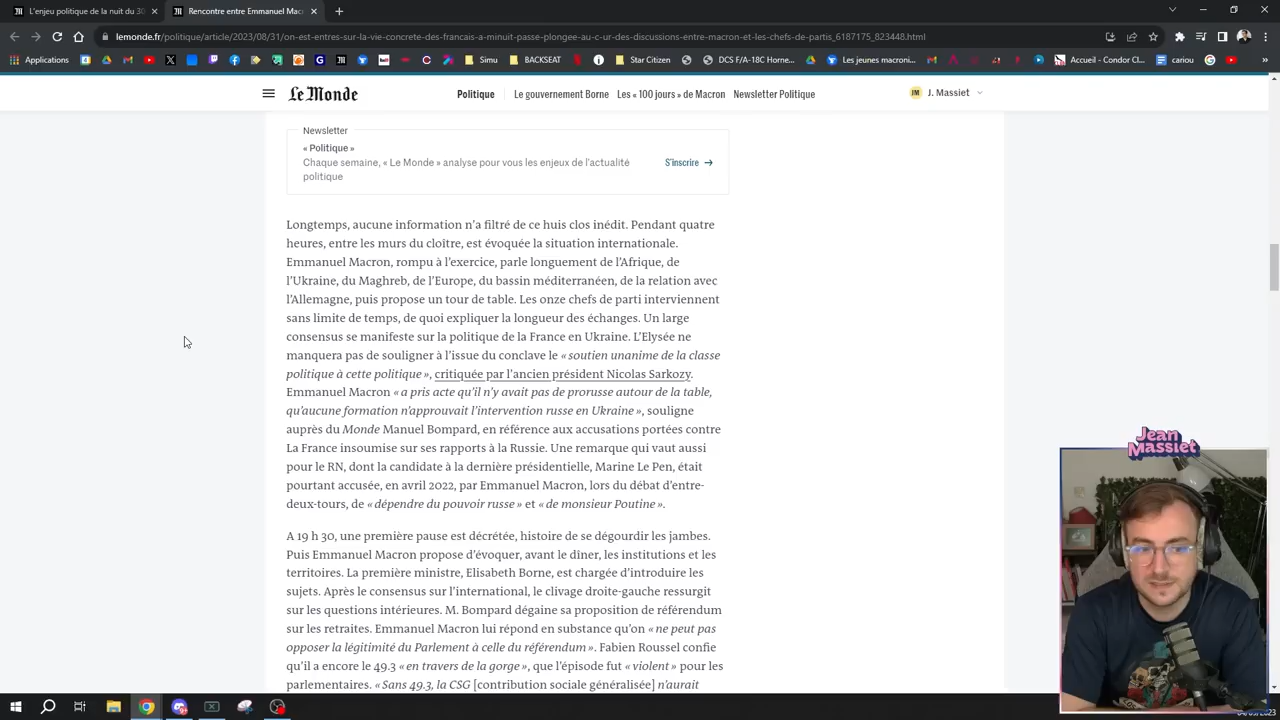 L'enjeu politique de la nuit du 30
Rencontre entre Emmanuel Macr
lemonde.fr/politique/article/2023/08/31/on-est-entres-sur-la-vie-concrete-des-francais-a-minuit-passe-plongee-au-c-ur-des-discussions-entre-macron-et-les-chefs-de-partis_6187175_823448.html
Applications
Simu
BACKSEAT
Star Citizen
DCS F/A-18C Horne...
Les jeunes macroni...
Accueil - Condor Cl...
cariou
GMail
Le Monde
Politique
Le gouvernement Borne
Les « 100 jours » de Macron
Newsletter Politique
JM
J. Massiet
Newsletter
« Politique »
Chaque semaine, « Le Monde » analyse pour vous les enjeux de l'actualité
politique
S'inscrire →
Longtemps, aucune information n'a filtré de ce huis clos inédit. Pendant quatre
heures, entre les murs du cloître, est évoquée la situation internationale.
Emmanuel Macron, rompu à l'exercice, parle longuement de l'Afrique, de
l'Ukraine, du Maghreb, de l'Europe, du bassin méditerranéen, de la relation avec
l'Allemagne, puis propose un tour de table. Les onze chefs de parti interviennent
sans limite de temps, de quoi expliquer la longueur des échanges. Un large
consensus se manifeste sur la politique de la France en Ukraine. L'Elysée ne
manquera pas de souligner à l'issue du conclave le « soutien unanime de la classe
politique à cette politique », critiquée par l'ancien président Nicolas Sarkozy.
Emmanuel Macron « a pris acte qu'il n'y avait pas de prorusse autour de la table,
qu'aucune formation n'approuvait l'intervention russe en Ukraine », souligne
auprès du Monde Manuel Bompard, en référence aux accusations portées contre
La France insoumise sur ses rapports à la Russie. Une remarque qui vaut aussi
pour le RN, dont la candidate à la dernière présidentielle, Marine Le Pen, était
pourtant accusée, en avril 2022, par Emmanuel Macron, lors du débat d'entre-
deux-tours, de « dépendre du pouvoir russe » et « de monsieur Poutine ».
A 19 h 30, une première pause est décrétée, histoire de se dégourdir les jambes.
Puis Emmanuel Macron propose d'évoquer, avant le dîner, les institutions et les
territoires. La première ministre, Elisabeth Borne, est chargée d'introduire les
sujets. Après le consensus sur l'international, le clivage droite-gauche ressurgit
sur les questions intérieures. M. Bompard dégaine sa proposition de référendum
sur les retraites. Emmanuel Macron lui répond en substance qu'on « ne peut pas
opposer la légitimité du Parlement à celle du référendum ». Fabien Roussel confie
qu'il a encore le 49.3 « en travers de la gorge », que l'épisode fut « violent » pour les
parlementaires. « Sans 49.3, la CSG [contribution sociale généralisée] n'aurait
Jean
Massiet